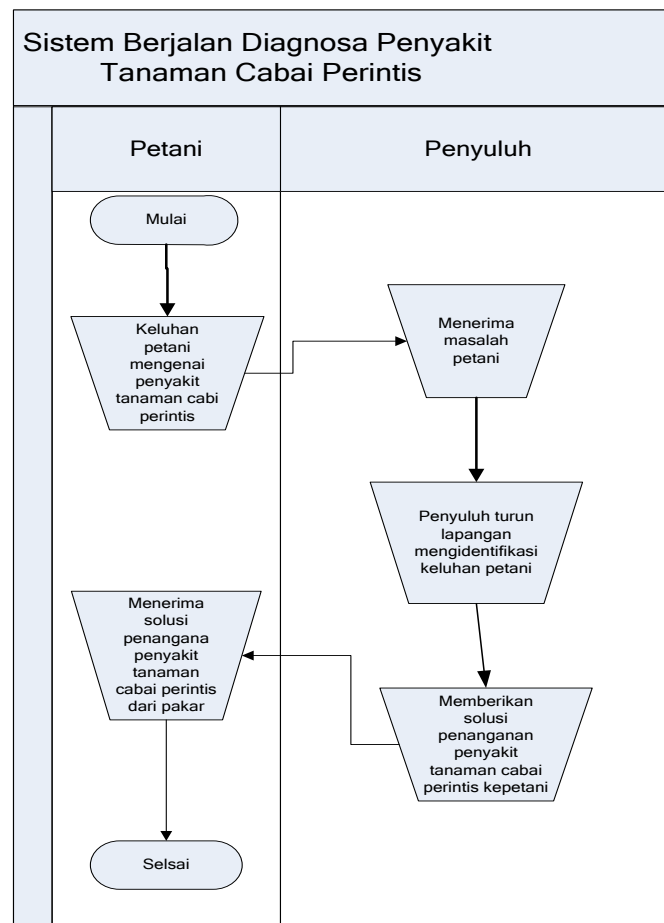 Sistem Berjalan Diagnosa Penyakit
Tanaman Cabai Perintis
Petani
Penyuluh
Mulai
Keluhan
petani
mengenai
penyakit
tanaman cabi
perintis
Menerima
masalah
petani
Penyuluh turun
lapangan
mengidentifikasi
keluhan petani
Memberikan
solusi
penanganan
penyakit
tanaman cabai
perintis kepetani
Menerima
solusi
penangana
penyakit
tanaman
cabai perintis
dari pakar
Selsai